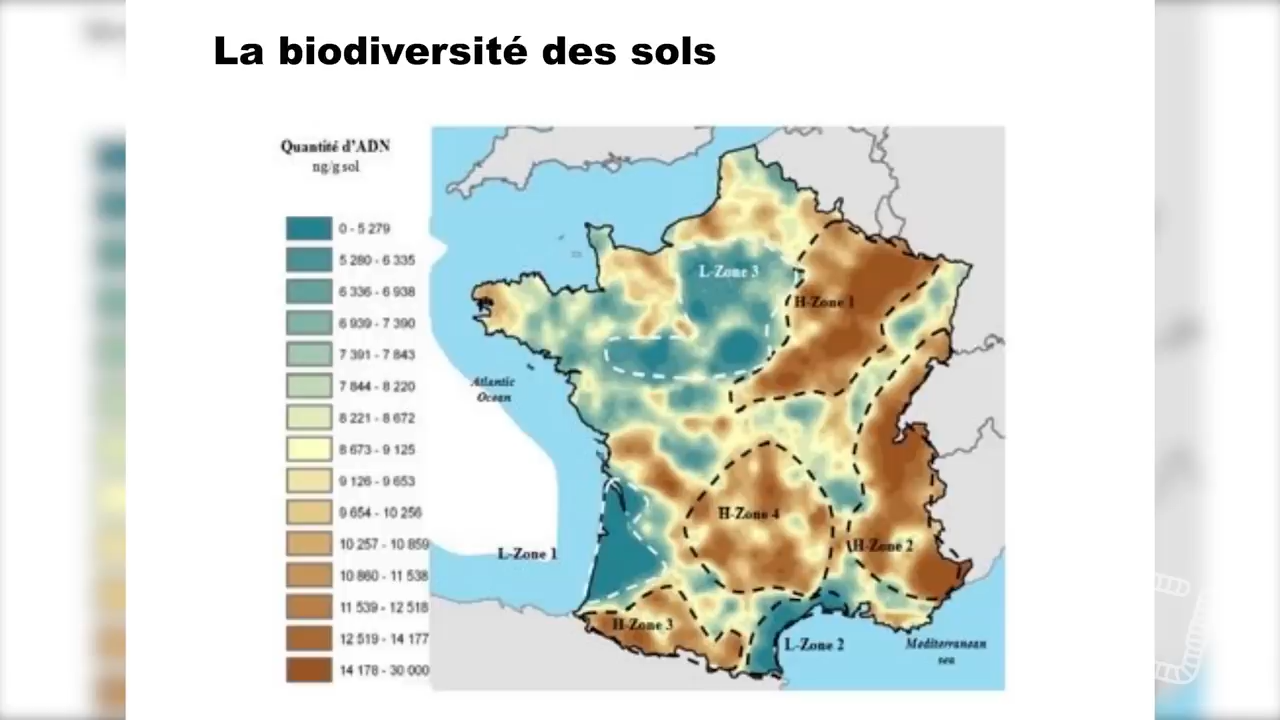 La biodiversité des sols
Quantité d'ADN
ng/g sol
0 - 5 279
5 280 - 6 335
6 336 - 6 938
6 939 - 7 390
7 391 - 7 843
7 844 - 8 220
8 221 - 8 672
8 673 - 9 125
9 126 - 9 653
9 654 - 10 256
10 257 - 10 859
10 860 - 11 538
11 539 - 12 518
12 519 - 14 177
14 178 - 30 000
L-Zone 3
H-Zone 1
Atlantic
Ocean
H-Zone 4
L-Zone 1
H-Zone 2
H-Zone 3
L-Zone 2
Mediterranean
sea